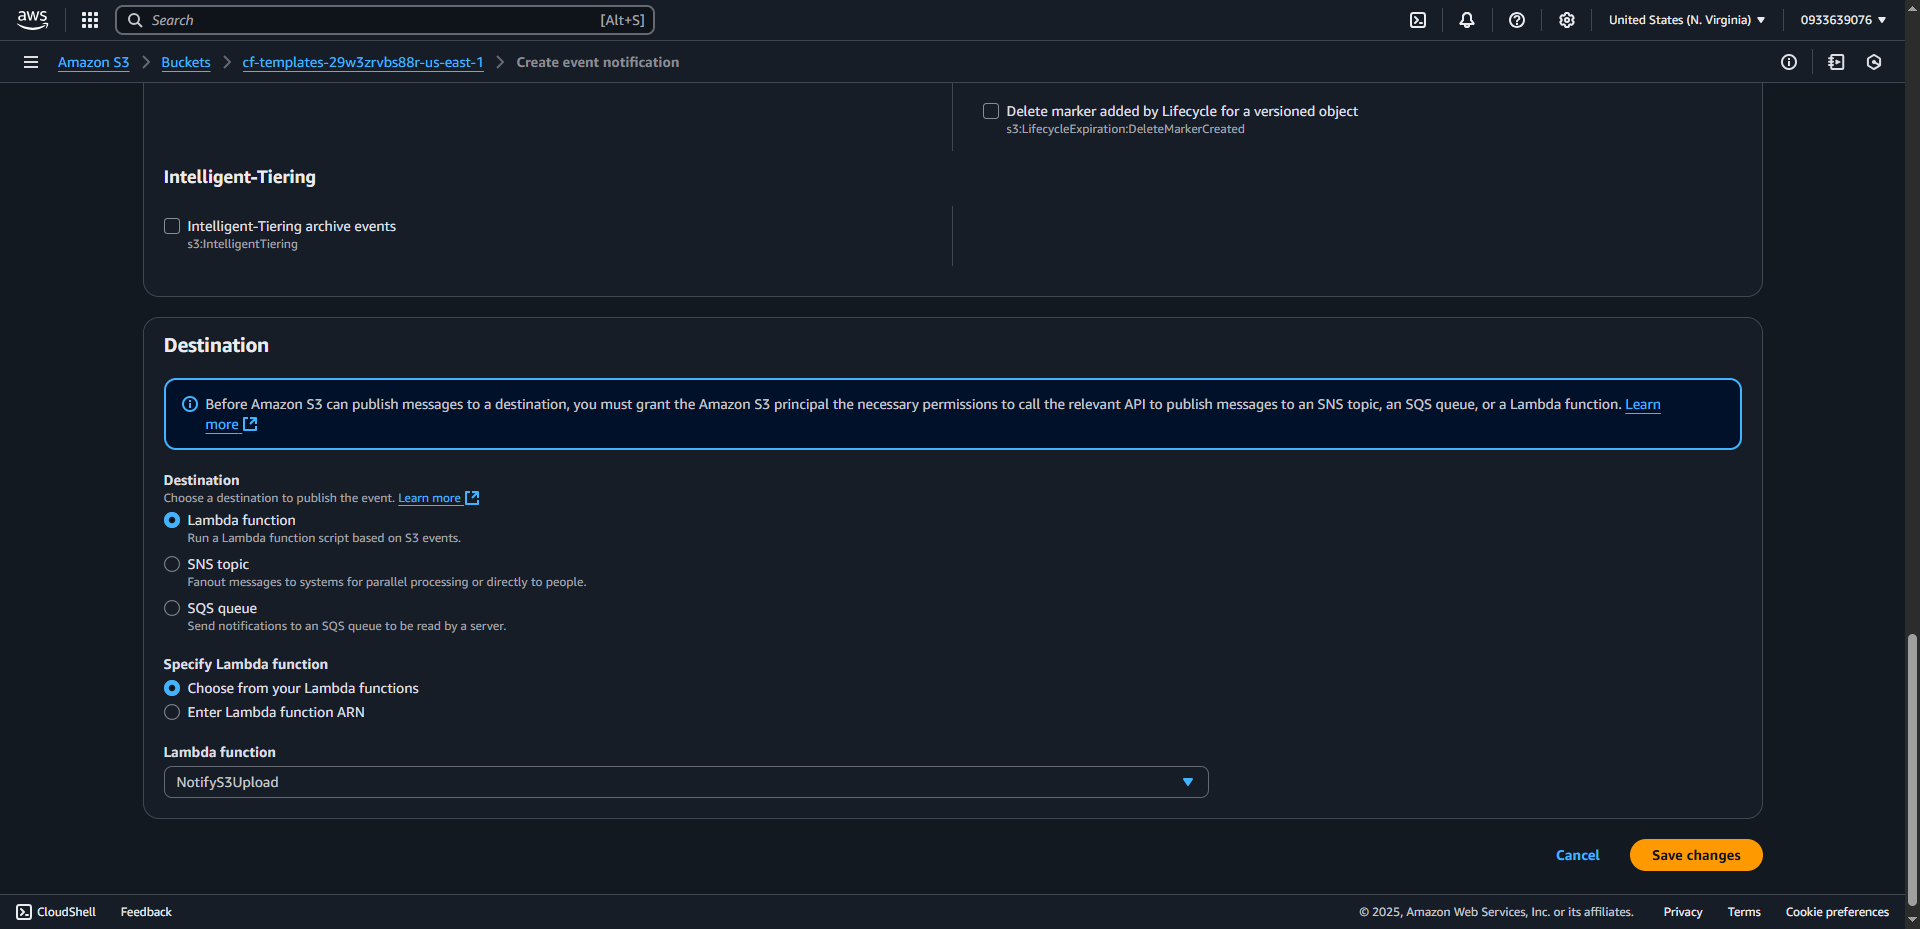 aws
Search [Alt+S]
United States (N. Virginia)
0933639076
Amazon S3
Buckets
cf-templates-29w3zrvbs88r-us-east-1
Create event notification
Delete marker added by Lifecycle for a versioned object
s3:LifecycleExpiration:DeleteMarkerCreated
Intelligent-Tiering
Intelligent-Tiering archive events
s3:IntelligentTiering
Destination
Before Amazon S3 can publish messages to a destination, you must grant the Amazon S3 principal the necessary permissions to call the relevant API to publish messages to an SNS topic, an SQS queue, or a Lambda function. Learn
more
Destination
Choose a destination to publish the event. Learn more
Lambda function
Run a Lambda function script based on S3 events.
SNS topic
Fanout messages to systems for parallel processing or directly to people.
SQS queue
Send notifications to an SQS queue to be read by a server.
Specify Lambda function
Choose from your Lambda functions
Enter Lambda function ARN
Lambda function
NotifyS3Upload
Cancel
Save changes
CloudShell
Feedback
© 2025, Amazon Web Services, Inc. or its affiliates.
Privacy
Terms
Cookie preferences